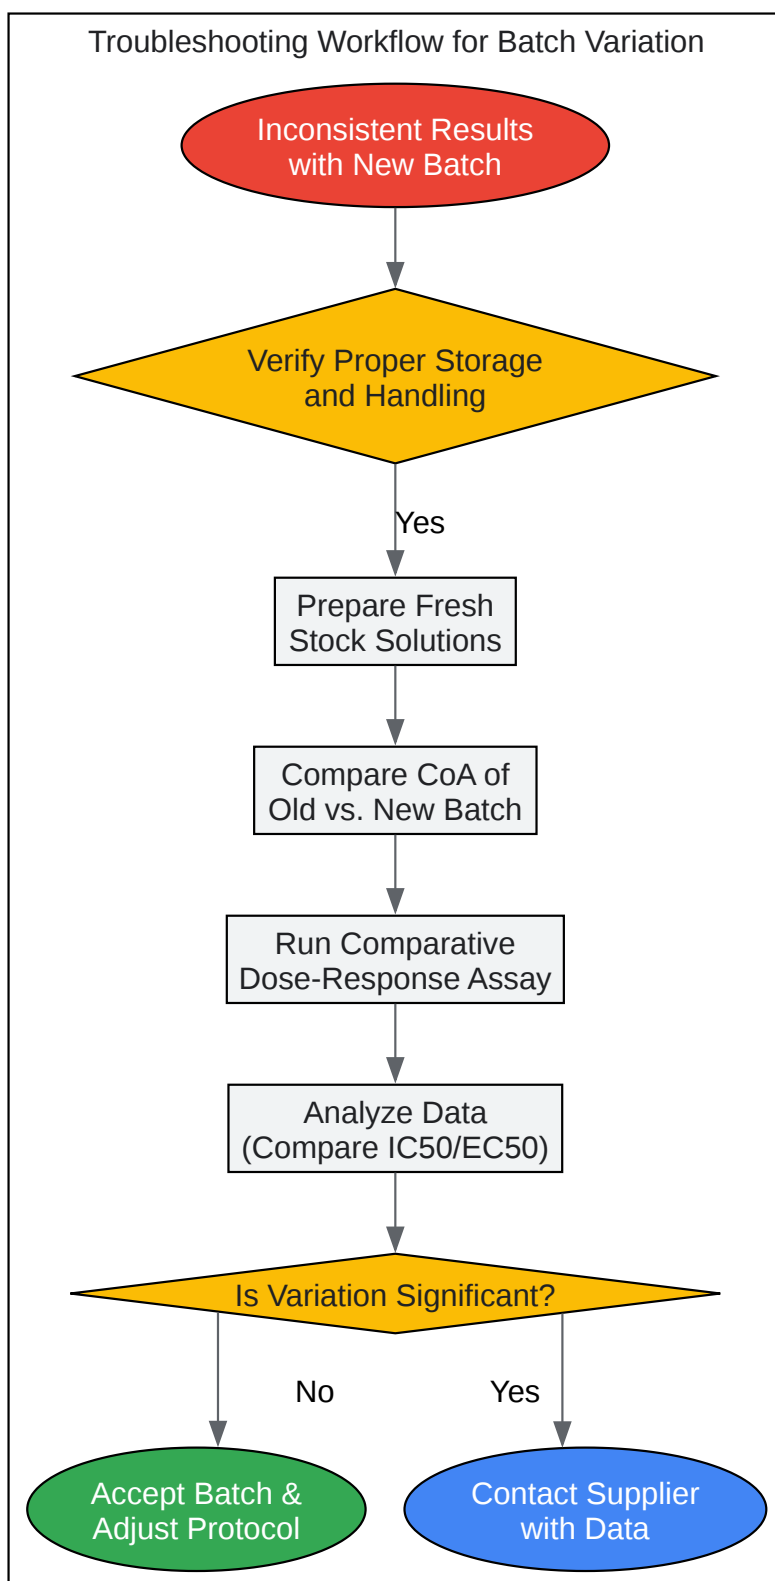 Troubleshooting Workflow for Batch Variation
Inconsistent Results
with New Batch
Verify Proper Storage
and Handling
Yes
Prepare Fresh
Stock Solutions
Compare CoA of
Old vs. New Batch
Run Comparative
Dose-Response Assay
Analyze Data
(Compare IC50/EC50)
Is Variation Significant?
No
Yes
Accept Batch &
Adjust Protocol
Contact Supplier
with Data